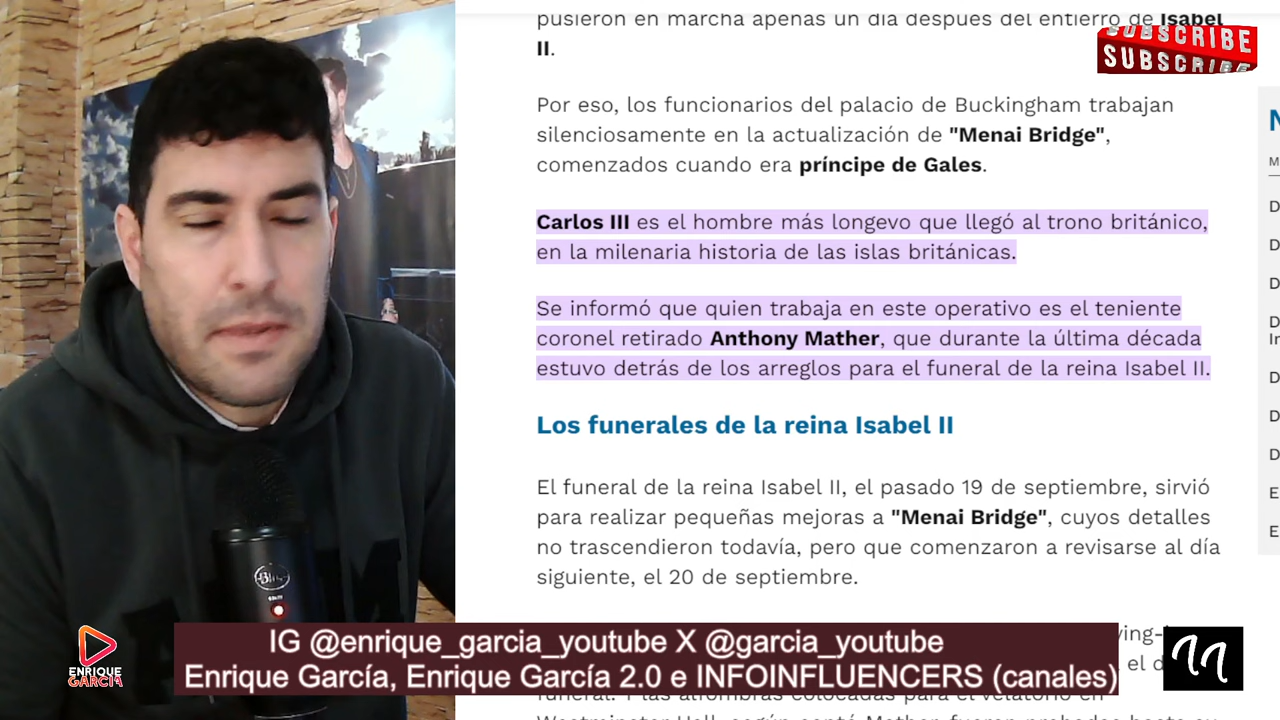 pusieron en marcha apenas un día después del entierro de Isabel
II.
SUBSCRIBE
SUBSCRIBE
Por eso, los funcionarios del palacio de Buckingham trabajan
silenciosamente en la actualización de "Menai Bridge",
comenzados cuando era príncipe de Gales.
Carlos III es el hombre más longevo que llegó al trono británico,
en la milenaria historia de las islas británicas.
Se informó que quien trabaja en este operativo es el teniente
coronel retirado Anthony Mather, que durante la última década
estuvo detrás de los arreglos para el funeral de la reina Isabel II.
Los funerales de la reina Isabel II
El funeral de la reina Isabel II, el pasado 19 de septiembre, sirvió
para realizar pequeñas mejoras a "Menai Bridge", cuyos detalles
no trascendieron todavía, pero que comenzaron a revisarse al día
siguiente, el 20 de septiembre.
IG @enrique_garcia_youtube X @garcia_youtube
Enrique García, Enrique García 2.0 e INFOINFLUENCERS (canales)
ENRIQUE
GARCÍA
Blue